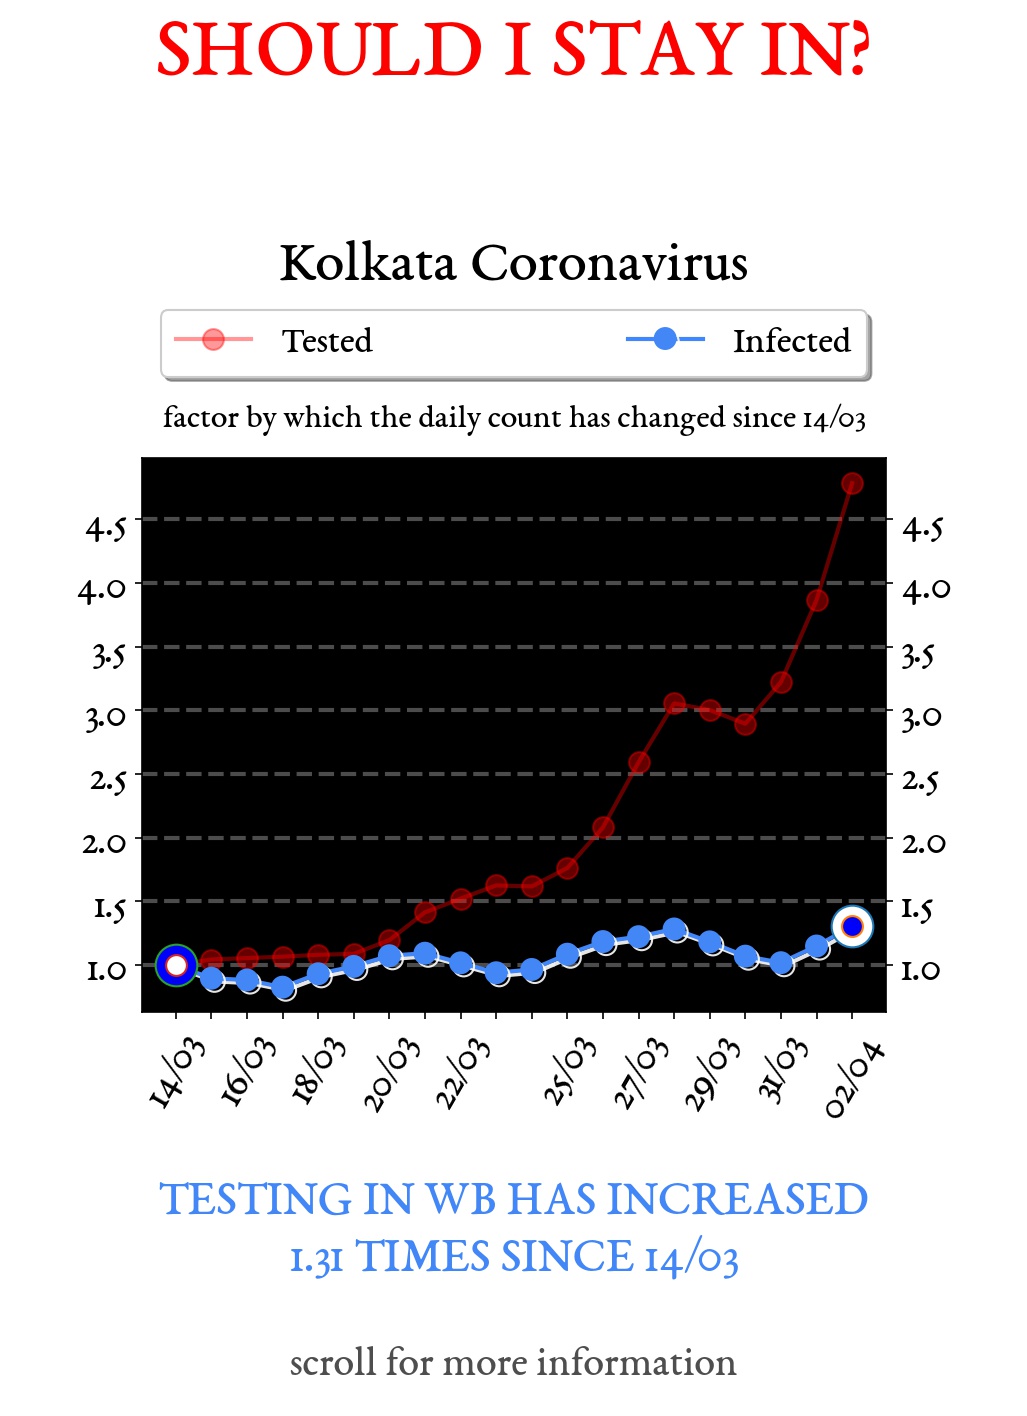 SHOULD I STAY IN?
Kolkata Coronavirus
Tested Infected
factor by which the daily count has changed since 14/03
4.5 4.5
4.0 4.0
3.5 3.5
3.0 3.0
2.5 2.5
2.0 2.0
1.5 1.5
1.0 1.0
14/03 16/03 18/03 20/03 22/03 25/03 27/03 29/03 31/03 02/04
TESTING IN WB HAS INCREASED
1.31 TIMES SINCE 14/03
scroll for more information